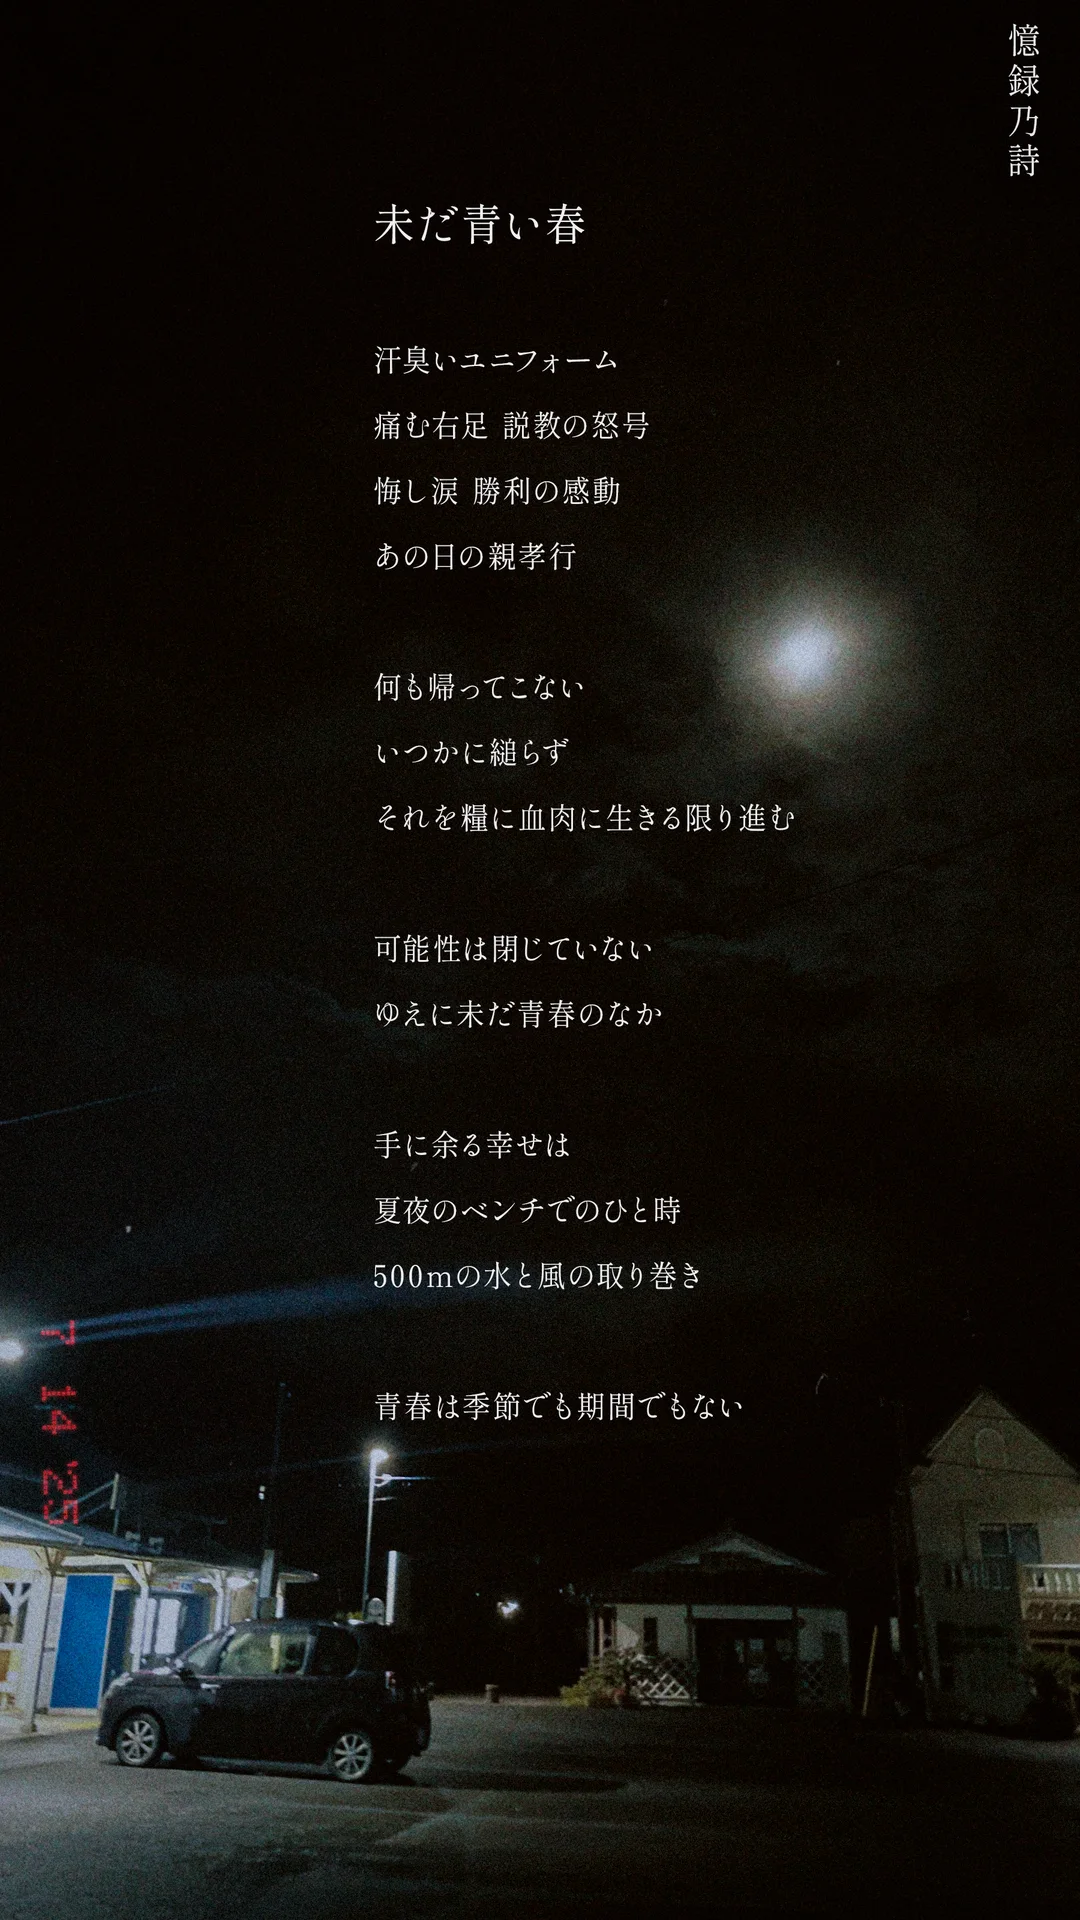 憶録乃詩
未だ青い春
汗臭いユニフォーム
痛む右足 説教の怒号
悔し涙 勝利の感動
あの日の親孝行
何も帰ってこない
いつかに縋らず
それを糧に血肉に生きる限り進む
可能性は閉じていない
ゆえに未だ青春のなか
手に余る幸せは
夏夜のベンチでのひと時
500mの水と風の取り巻き
青春は季節でも期間でもない
7 14 '25